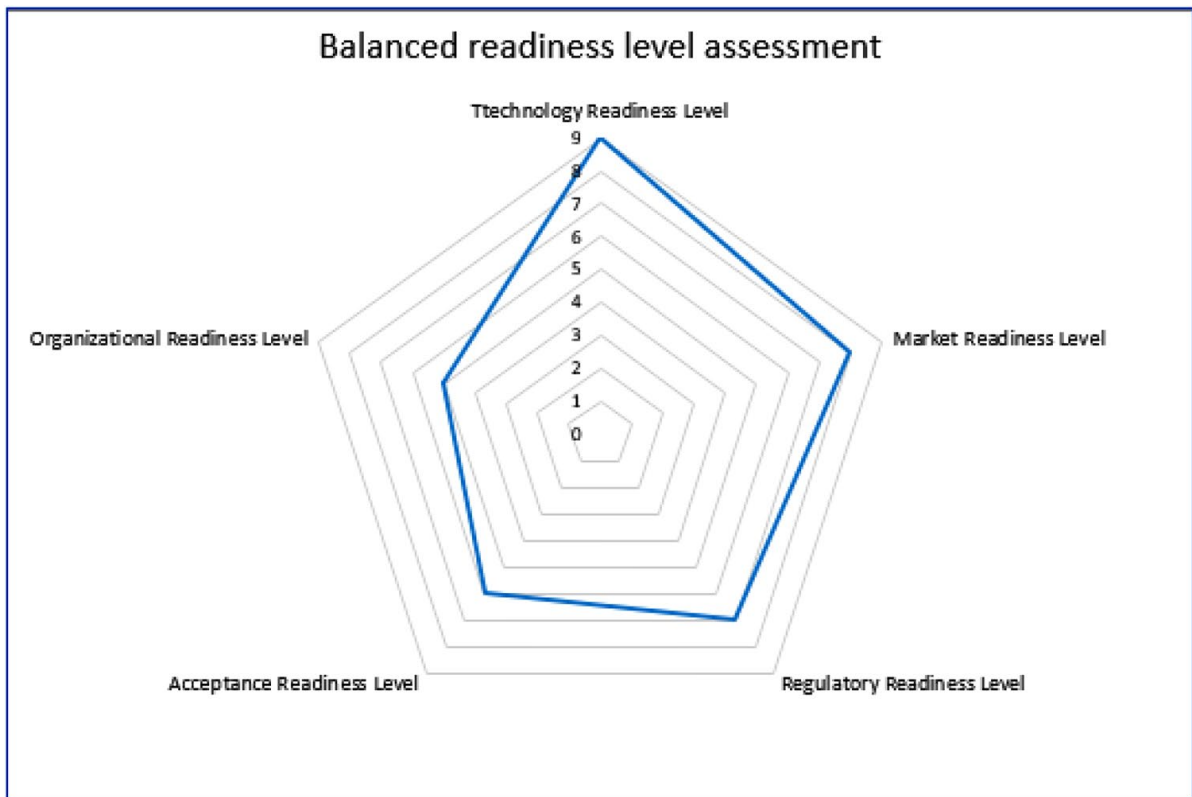 Balanced readiness level assessment
Ttechnology Readiness Level
9
8
7
6
5
4
3
2
1
0
Organizational Readiness Level
Market Readiness Level
Acceptance Readiness Level
Regulatory Readiness Level